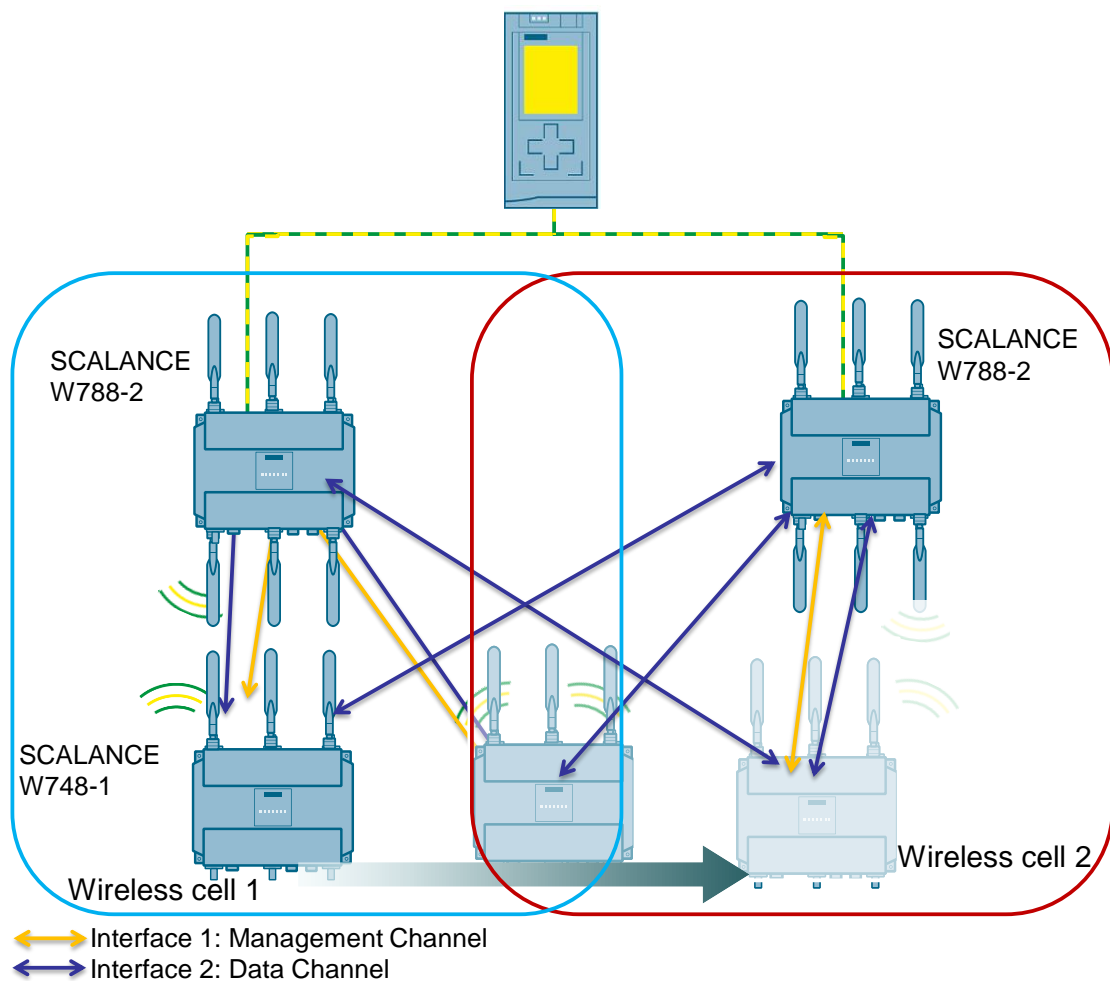 SCALANCE
W788-2
SCALANCE
W788-2
SCALANCE
W748-1
Wireless cell 1
Wireless cell 2
Interface 1: Management Channel
Interface 2: Data Channel